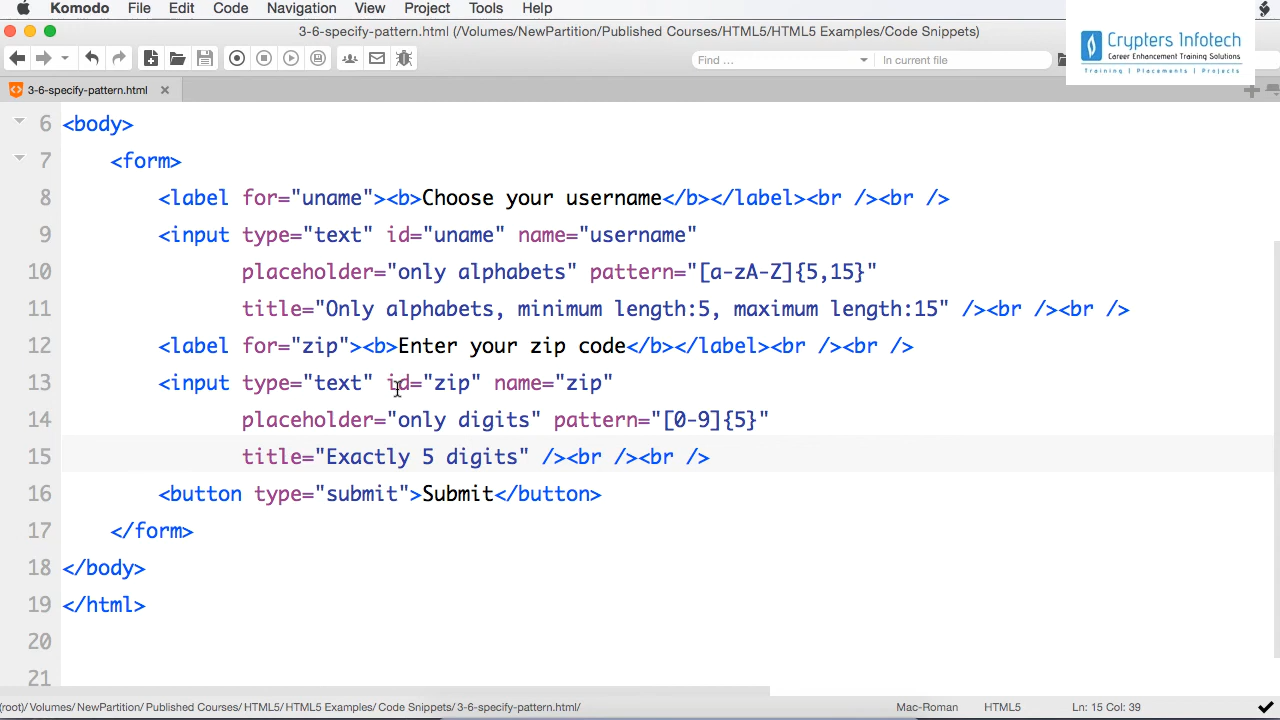 Komodo File Edit Code Navigation View Project Tools Help
3-6-specify-pattern.html (/Volumes/NewPartition/Published Courses/HTML5/HTML5 Examples/Code Snippets)
Crypters Infotech
Career Enhancement Training Solutions
Training | Placements | Projects
Find ... In current file
3-6-specify-pattern.html
6 <body>
7 <form>
8 <label for="uname"><b>Choose your username</b></label><br /><br />
9 <input type="text" id="uname" name="username"
10 placeholder="only alphabets" pattern="[a-zA-Z]{5,15}"
11 title="Only alphabets, minimum length:5, maximum length:15" /><br /><br />
12 <label for="zip"><b>Enter your zip code</b></label><br /><br />
13 <input type="text" id="zip" name="zip"
14 placeholder="only digits" pattern="[0-9]{5}"
15 title="Exactly 5 digits" /><br /><br />
16 <button type="submit">Submit</button>
17 </form>
18 </body>
19 </html>
20
21
(root)/ Volumes/ NewPartition/ Published Courses/ HTML5/ HTML5 Examples/ Code Snippets/ 3-6-specify-pattern.html/ Mac-Roman HTML5 Ln: 15 Col: 39